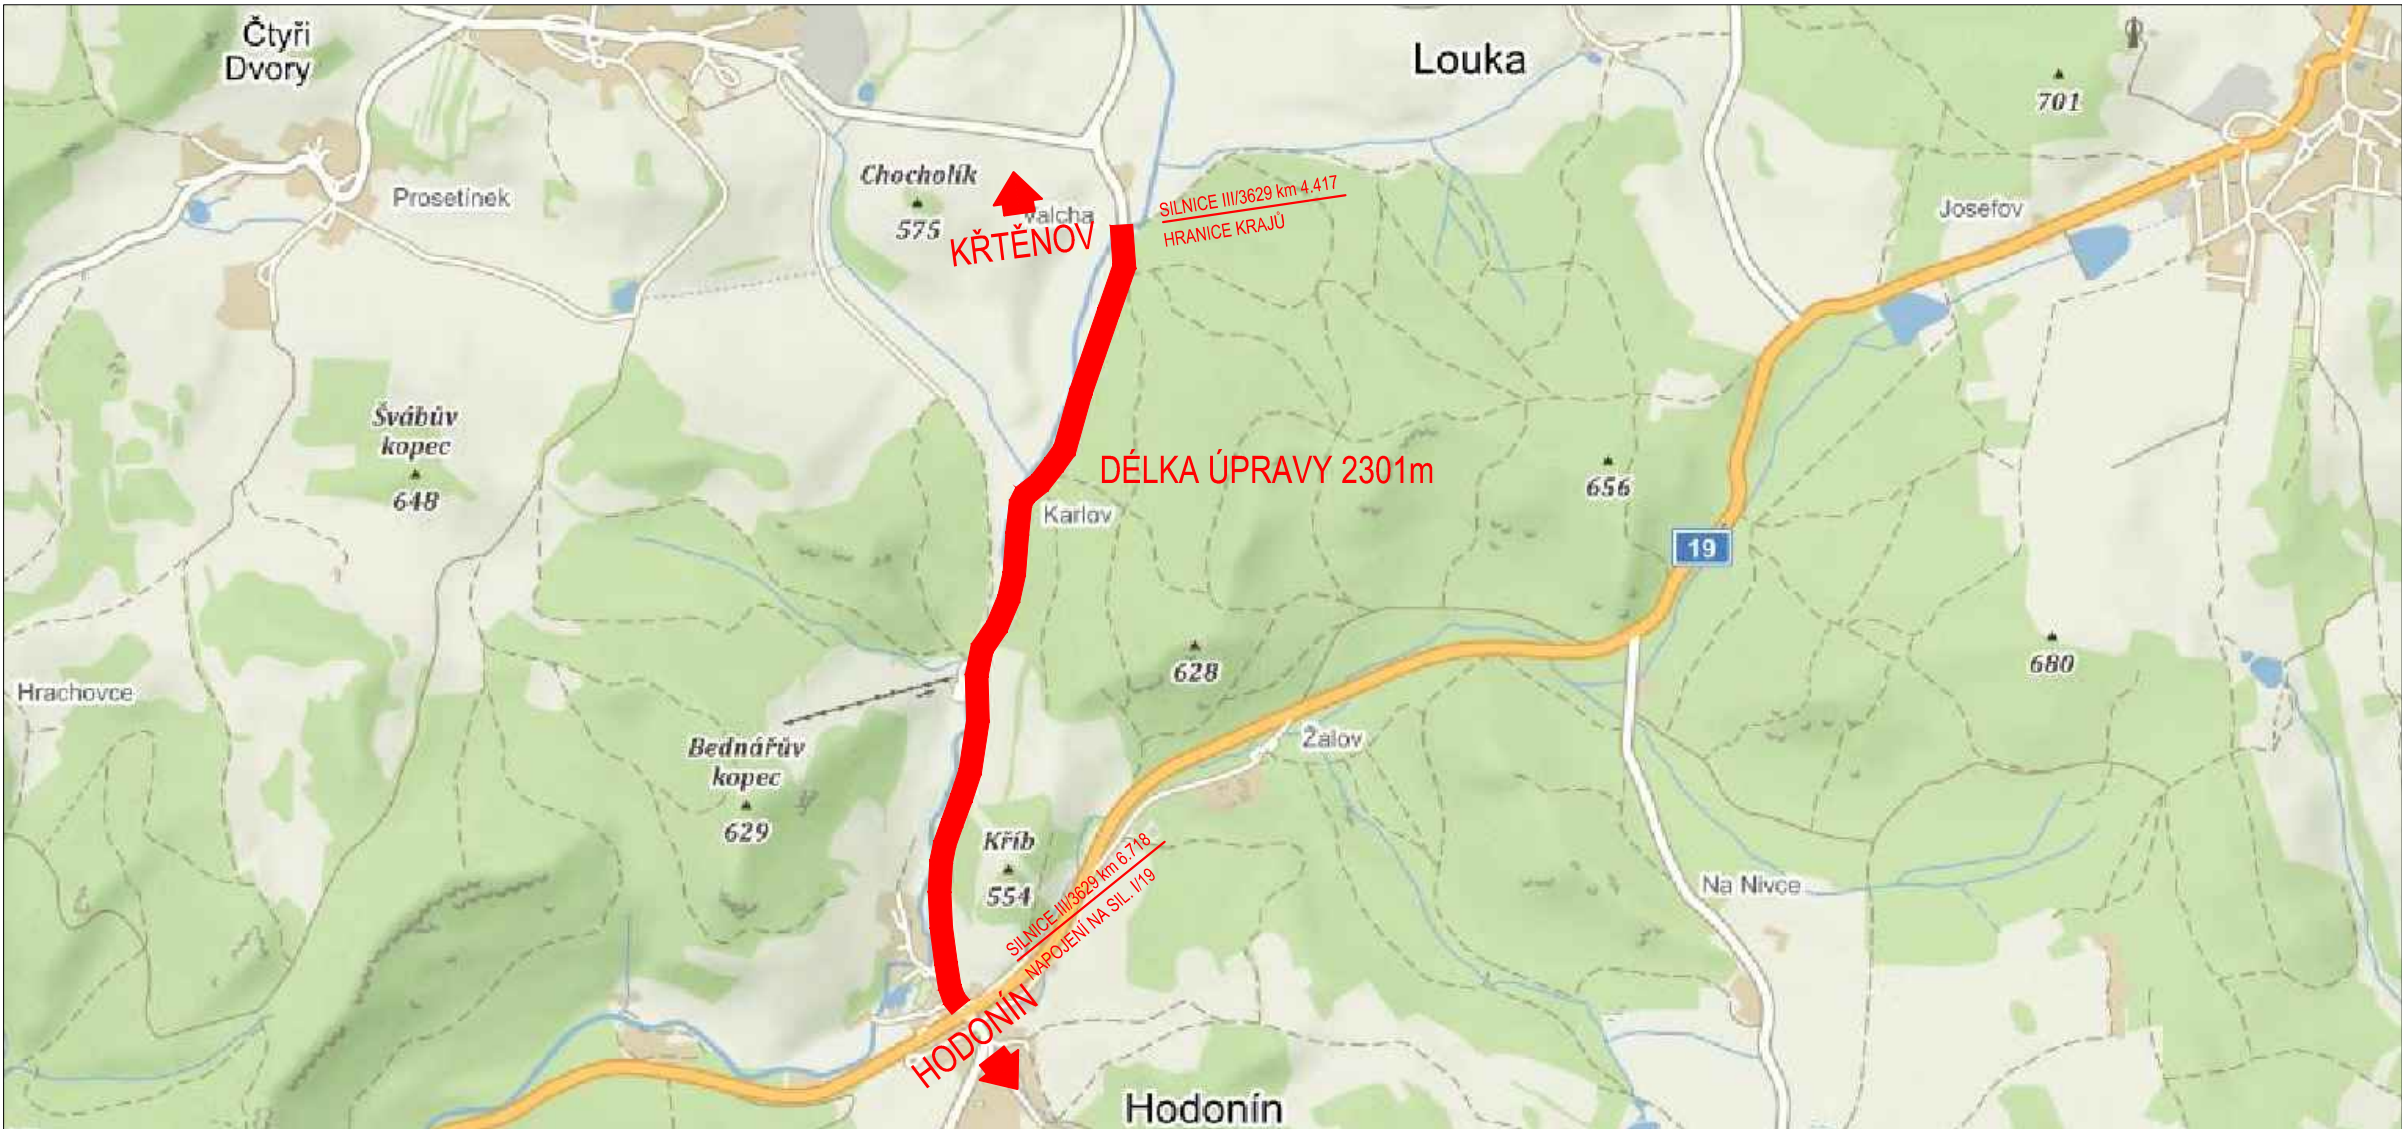 Čtyři
Dvory
Louka
701
Prosetínek
Chocholík
575
Valcha
KŘTĚNOV
SILNICE III/3629 km 4.417
HRANICE KRAJŮ
Josefov
Švábův
kopec
648
DÉLKA ÚPRAVY 2301m
656
Karlov
19
628
680
Hrachovce
Bednářův
kopec
629
Žalov
Kříb
554
SILNICE III/3629 km 6.718
NAPOJENÍ NA SIL. I/19
Na Nivce
HODONÍN
Hodonín